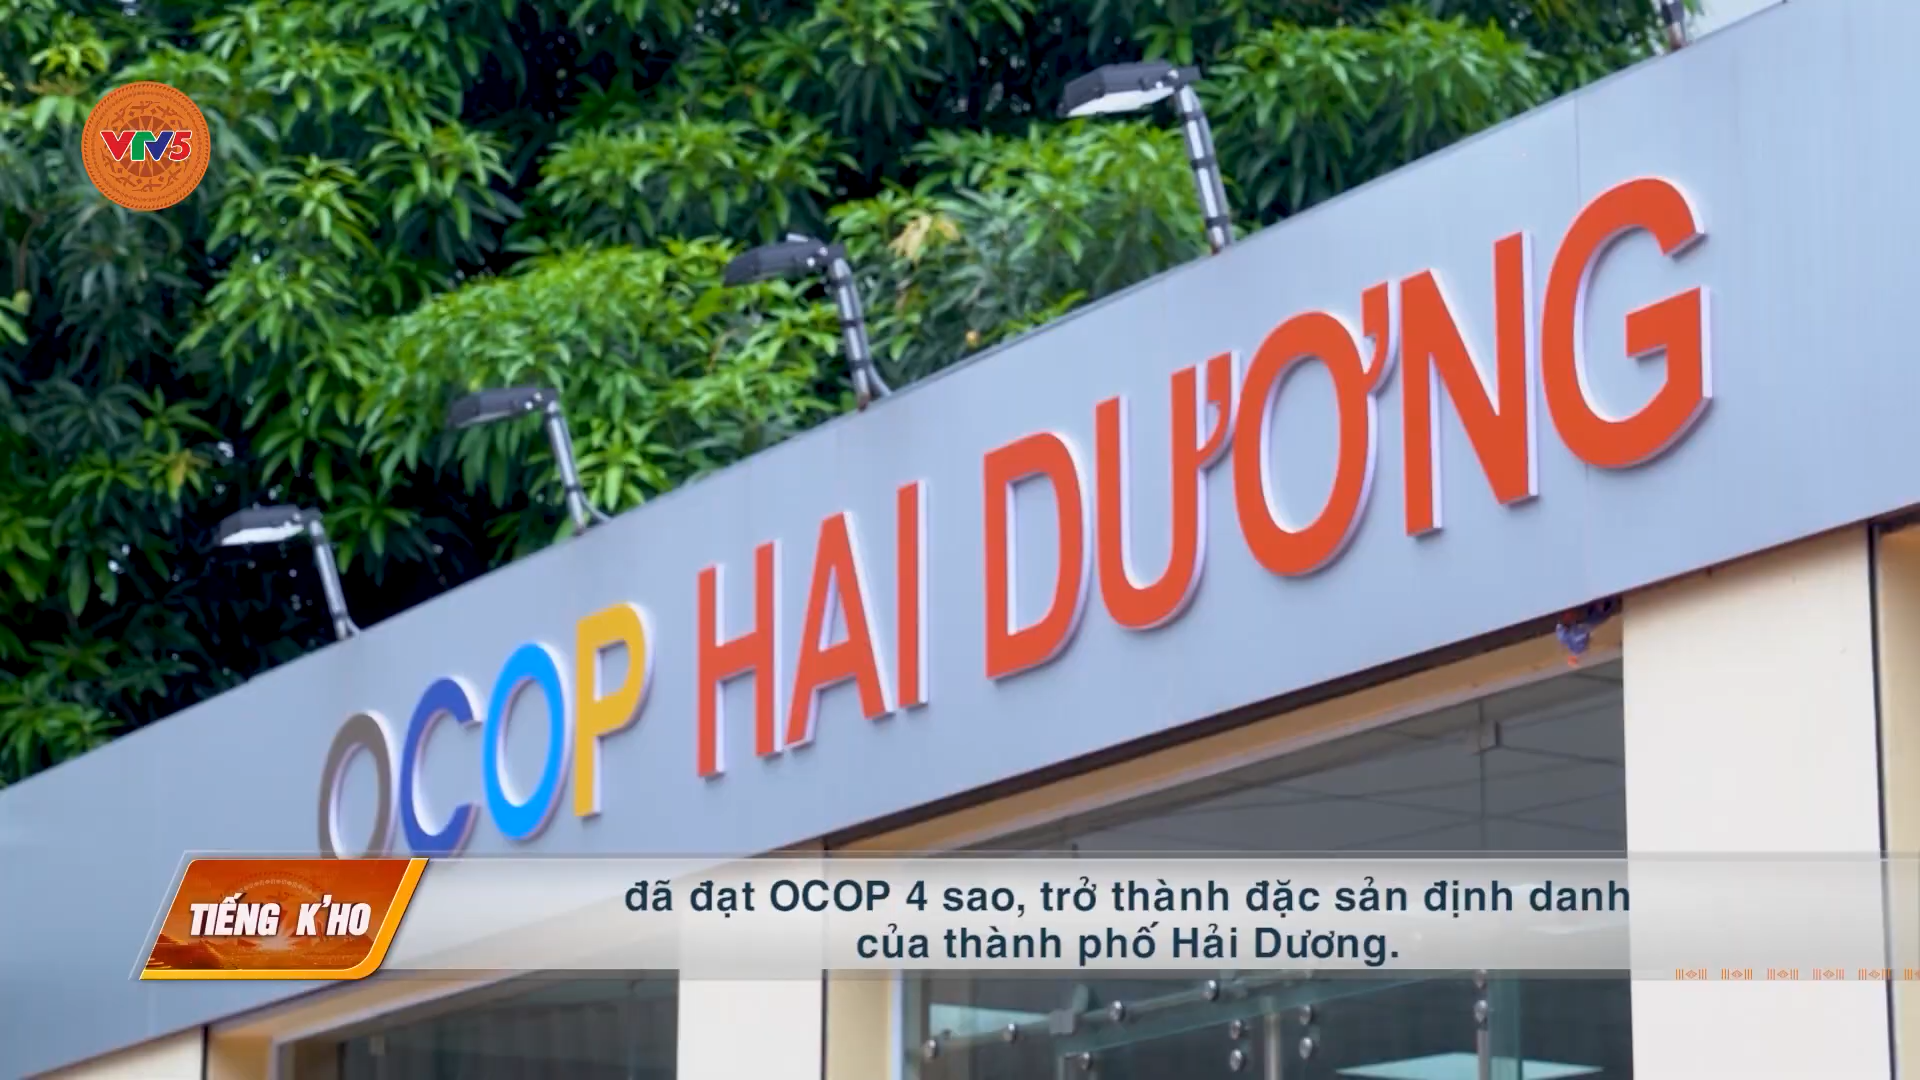 VTV5
OCOP HẢI DƯƠNG
TIẾNG K'HO
đã đạt OCOP 4 sao, trở thành đặc sản định danh
của thành phố Hải Dương.